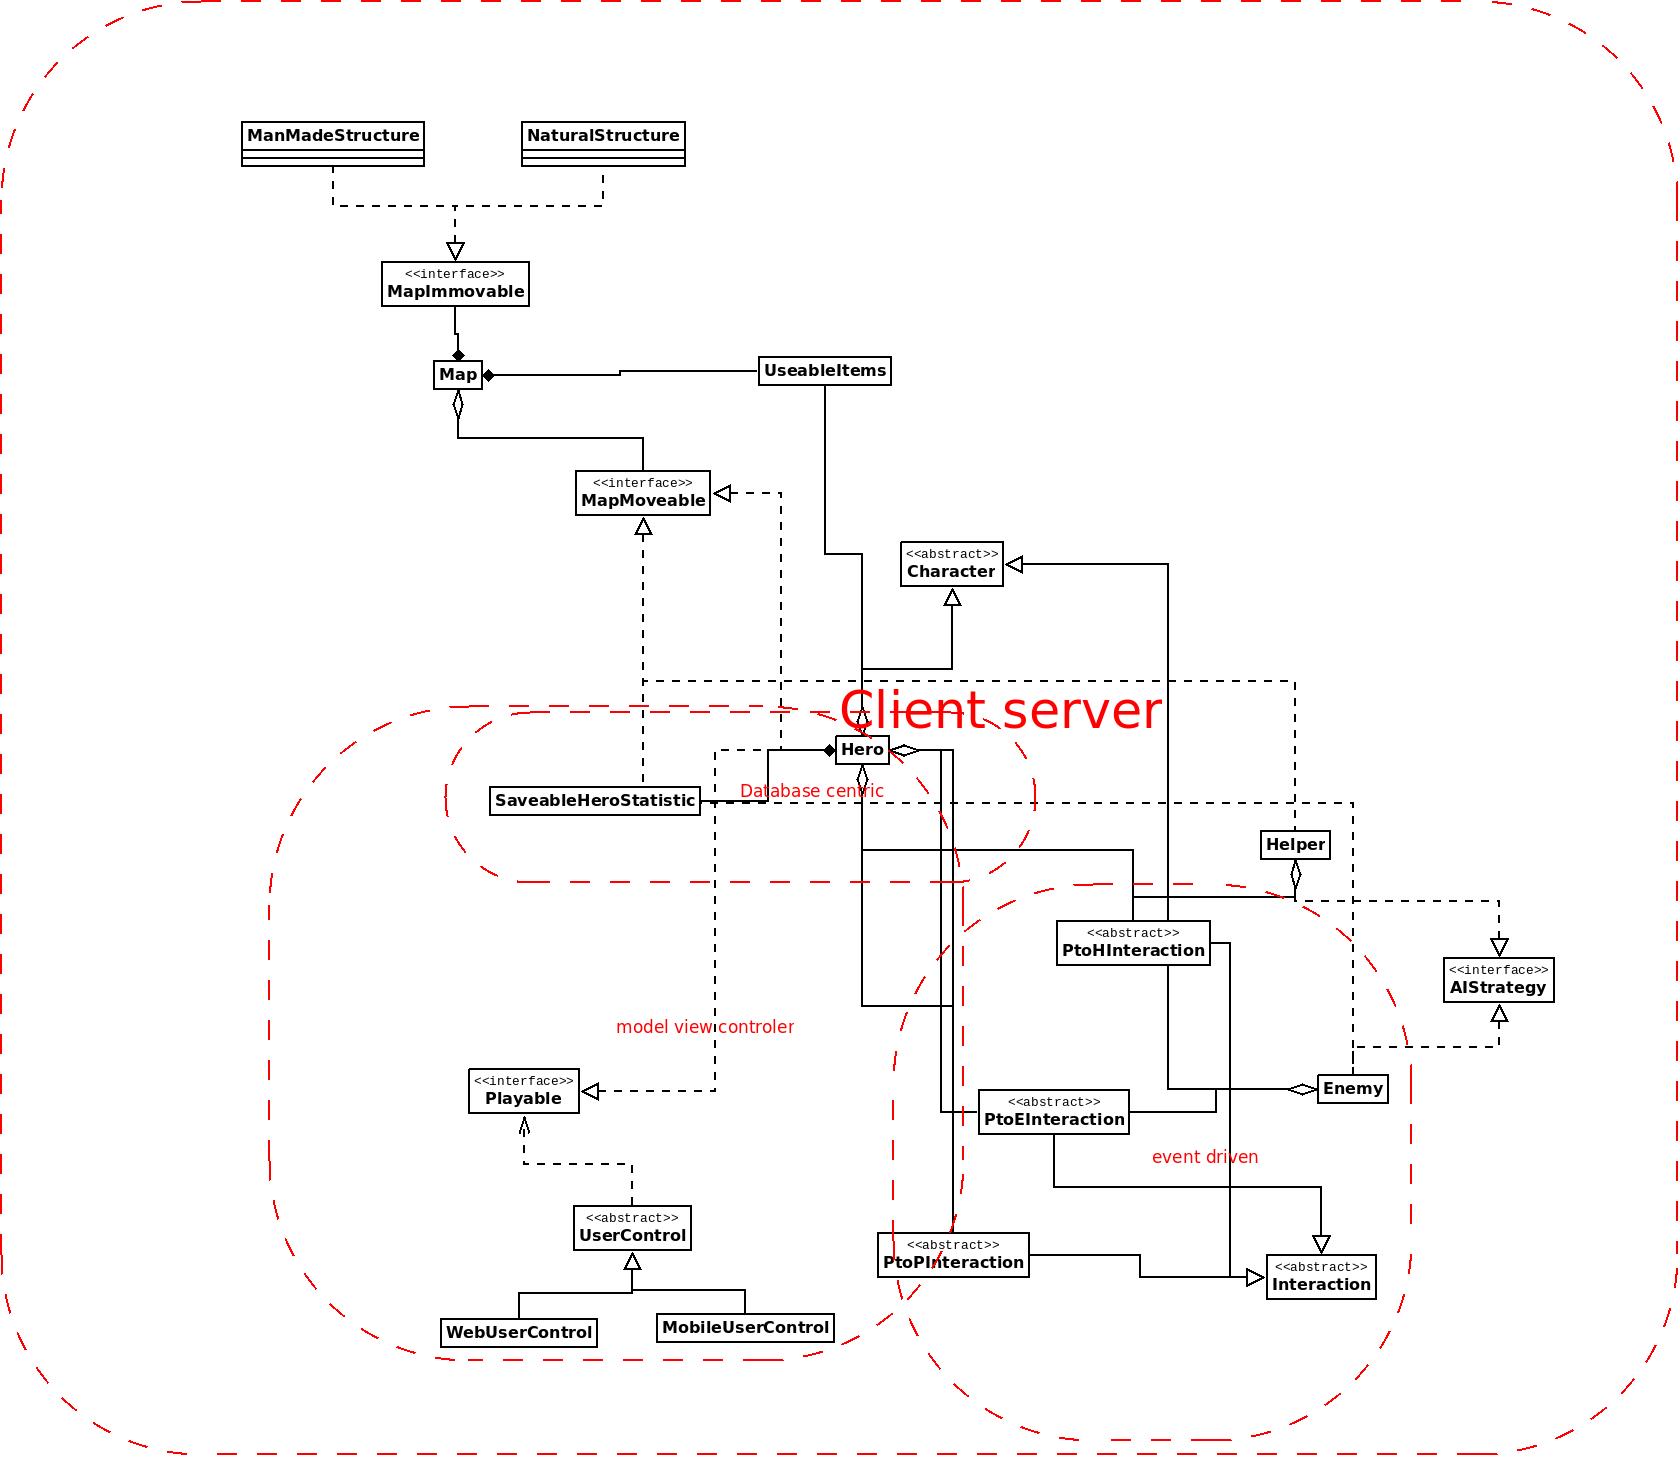 ManMadeStructure
NaturalStructure
<<interface>>
MapImmovable
Map
UseableItems
<<interface>>
MapMoveable
<<abstract>>
Character
Client server
Hero
Database centric
SaveableHeroStatistic
Helper
<<abstract>>
PtoHInteraction
<<interface>>
AIStrategy
model view controler
<<interface>>
Playable
Enemy
<<abstract>>
PtoEInteraction
event driven
<<abstract>>
UserControl
<<abstract>>
PtoPInteraction
<<abstract>>
Interaction
WebUserControl
MobileUserControl